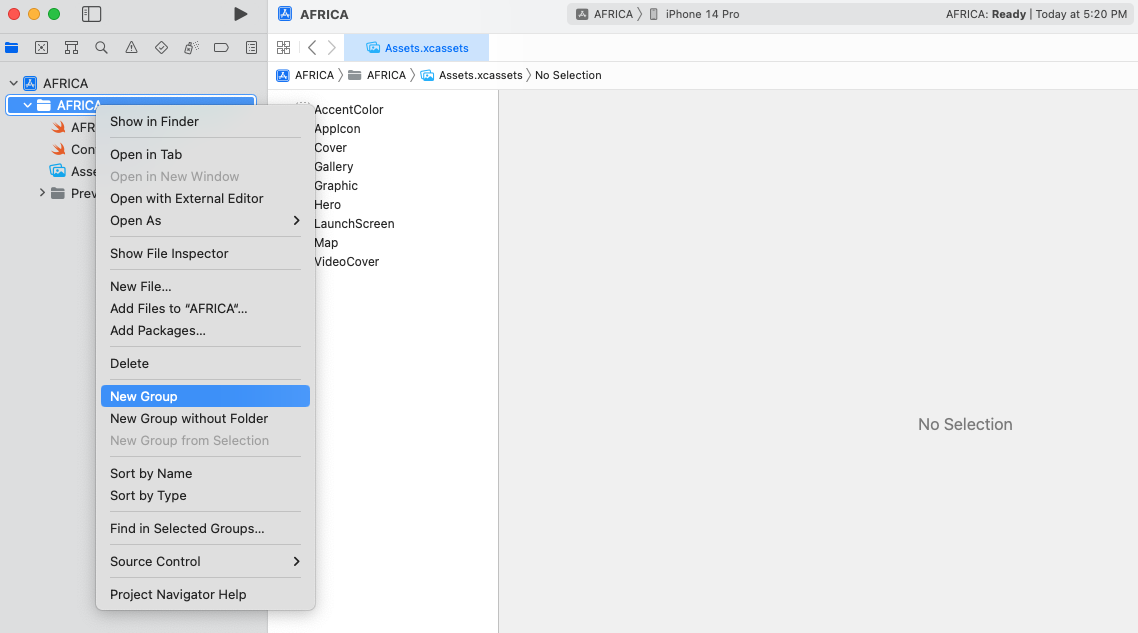 AFRICA
AFRICA 〉 iPhone 14 Pro
AFRICA: Ready | Today at 5:20 PM
Assets.xcassets
AFRICA 〉 AFRICA 〉 Assets.xcassets 〉 No Selection
AFRICA
AFRICA
AFR
Con
Asse
Prev
Show in Finder
Open in Tab
Open in New Window
Open with External Editor
Open As
Show File Inspector
New File...
Add Files to “AFRICA“...
Add Packages...
Delete
New Group
New Group without Folder
New Group from Selection
Sort by Name
Sort by Type
Find in Selected Groups...
Source Control
Project Navigator Help
AccentColor
AppIcon
Cover
Gallery
Graphic
Hero
LaunchScreen
Map
VideoCover
No Selection